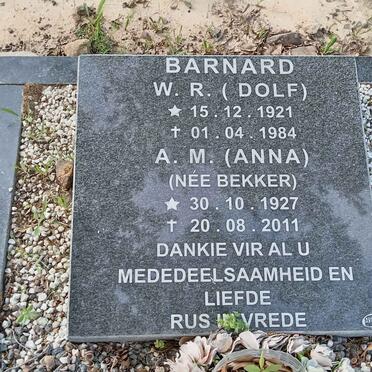 BARNARD
W. R. ( DOLF )
★ 15 . 12 . 1921
✝ 01 . 04 . 1984
A. M. (ANNA)
(NÉE BEKKER)
★ 30 . 10 . 1927
✝ 20 . 08 . 2011
DANKIE VIR AL U
MEDEDEELSAAMHEID EN
LIEFDE
RUS VREDE